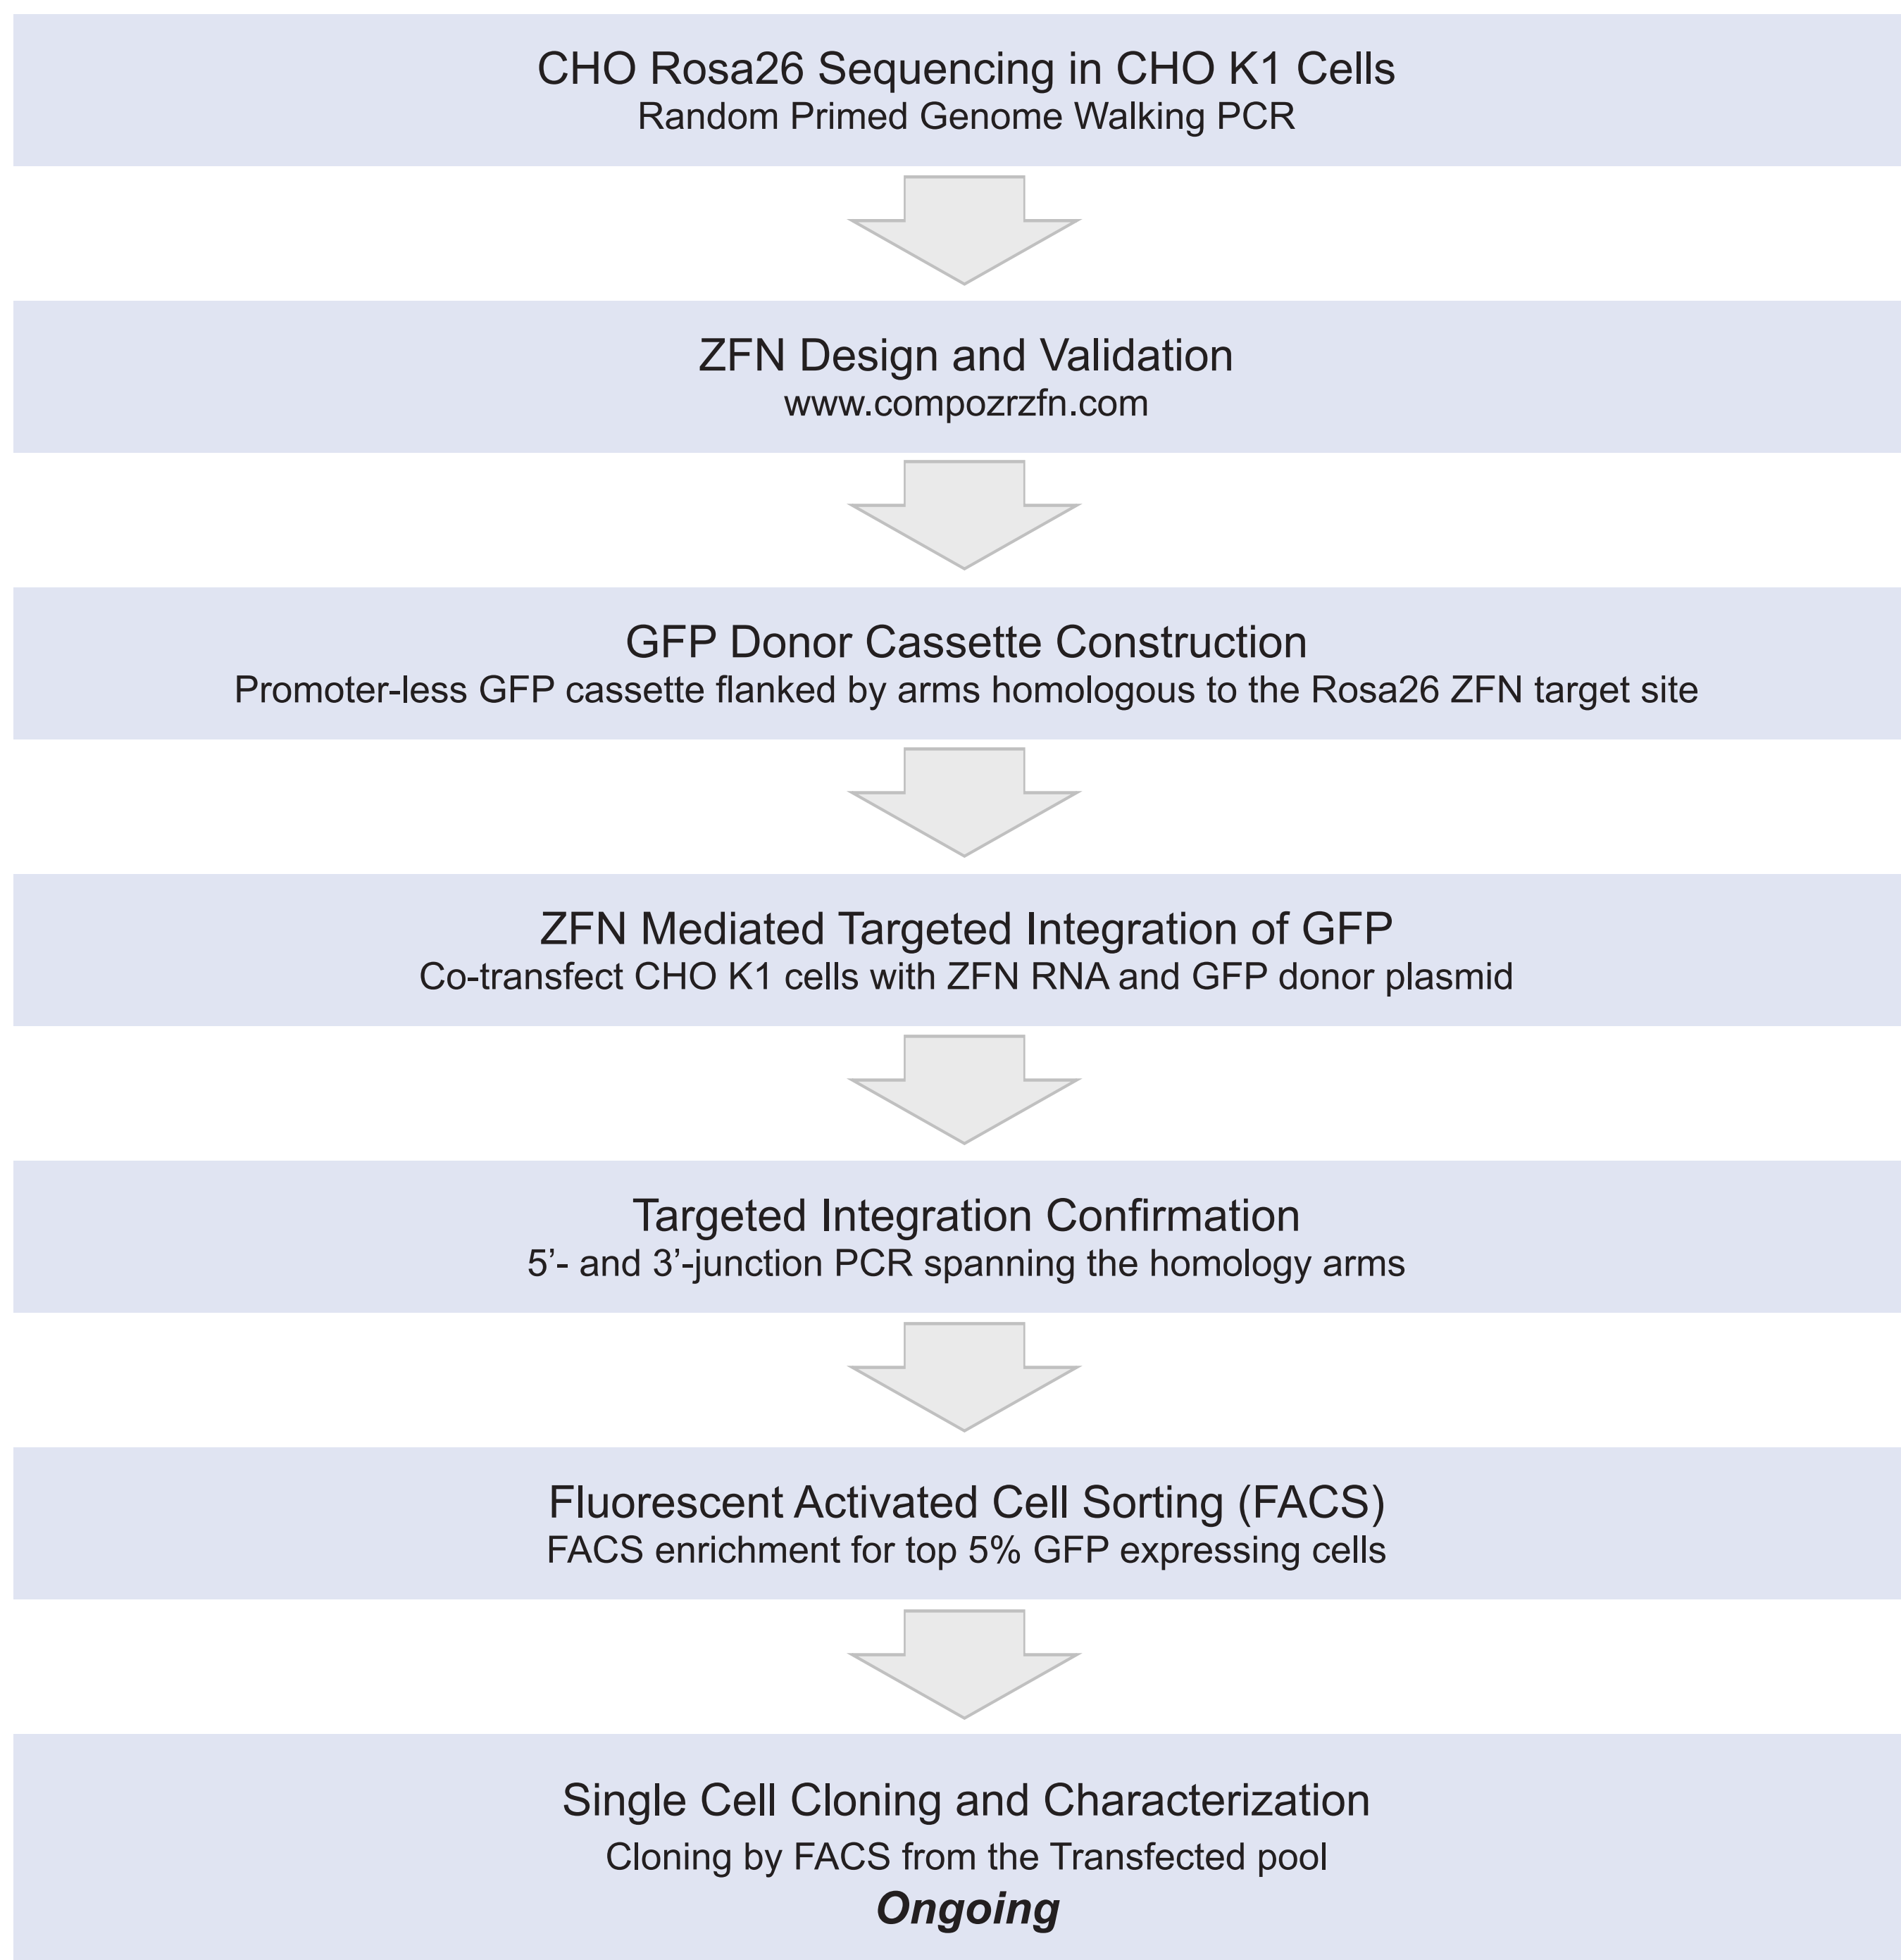 CHO Rosa26 Sequencing in CHO K1 Cells
Random Primed Genome Walking PCR
ZFN Design and Validation
www.compozrzfn.com
GFP Donor Cassette Construction
Promoter-less GFP cassette flanked by arms homologous to the Rosa26 ZFN target site
ZFN Mediated Targeted Integration of GFP
Co-transfect CHO K1 cells with ZFN RNA and GFP donor plasmid
Targeted Integration Confirmation
5’- and 3’-junction PCR spanning the homology arms
Fluorescent Activated Cell Sorting (FACS)
FACS enrichment for top 5% GFP expressing cells
Single Cell Cloning and Characterization
Cloning by FACS from the Transfected pool
Ongoing